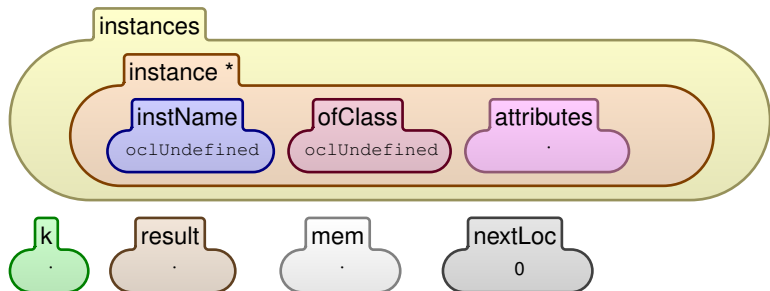 instances
instance *
instName ofClass attributes
oclUndefined oclUndefined ·
k result mem nextLoc
· · · 0